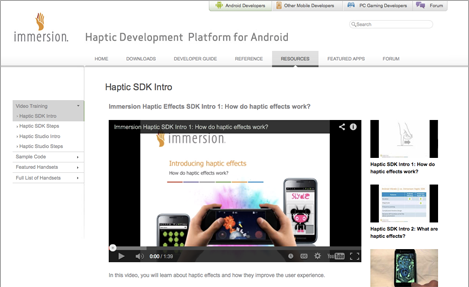 Android Developers
Other Mobile Developers
PC Gaming Developers
Forum
immersion.
Haptic Development Platform for Android
Search
HOME
DOWNLOADS
DEVELOPER GUIDE
REFERENCE
RESOURCES
FEATURED APPS
FORUM
Video Training
Haptic SDK Intro
Haptic SDK Steps
Haptic Studio Intro
Haptic Studio Steps
Sample Code
Featured Handsets
Full List of Handsets
Haptic SDK Intro
Immersion Haptic Effects SDK Intro 1: How do haptic effects work?
Immersion Haptic Effects SDK Intro 1: How do haptic effects work?
immersion.
Introducing haptic effects
How do haptic effects work?
0:00 / 1:39
YouTube
In this video, you will learn about haptic effects and how they improve the user experience.
Haptic SDK Intro 1: How do
haptic effects work?
Haptic SDK Intro 2: What are
haptic effects?